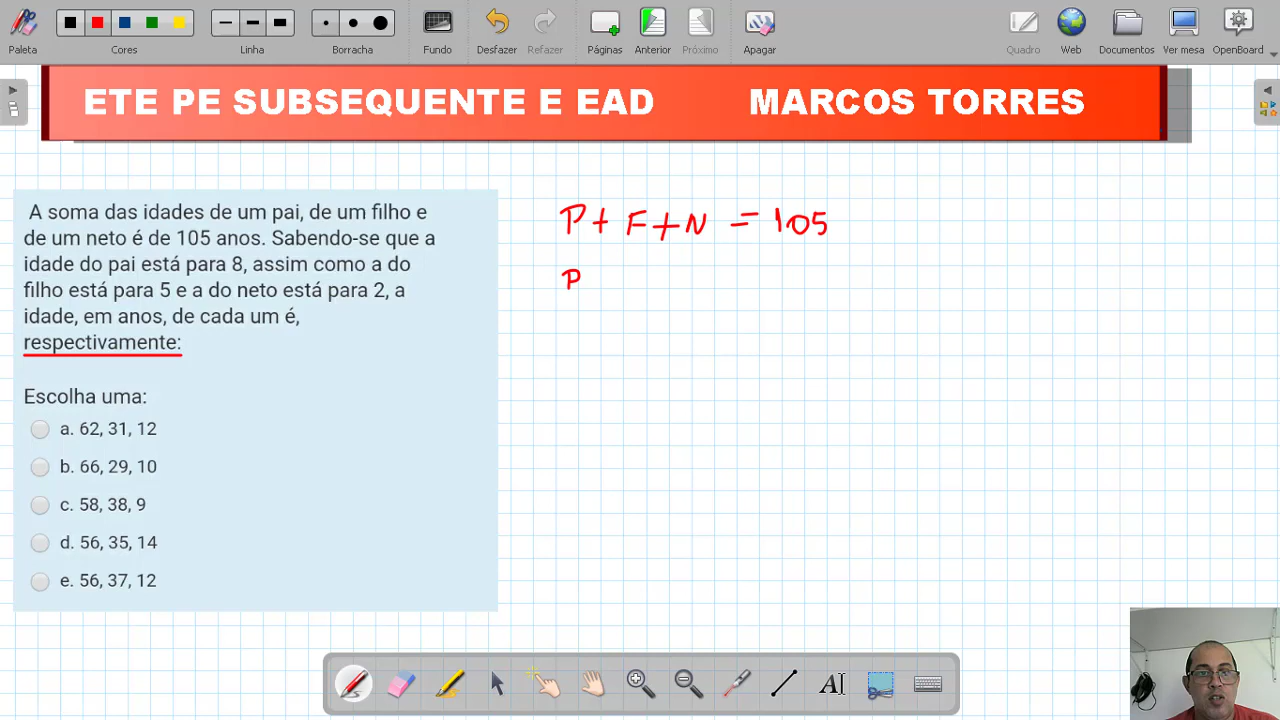 Paleta
Cores
Linha
Borracha
Fundo
Desfazer
Refazer
Páginas
Anterior
Próximo
Apagar
Quadro
Web
Documentos
Ver mesa
OpenBoard
ETE PE SUBSEQUENTE E EAD MARCOS TORRES
A soma das idades de um pai, de um filho e
de um neto é de 105 anos. Sabendo-se que a
idade do pai está para 8, assim como a do
filho está para 5 e a do neto está para 2, a
idade, em anos, de cada um é,
respectivamente:
Escolha uma:
a. 62, 31, 12
b. 66, 29, 10
c. 58, 38, 9
d. 56, 35, 14
e. 56, 37, 12
P + F + N = 105
P